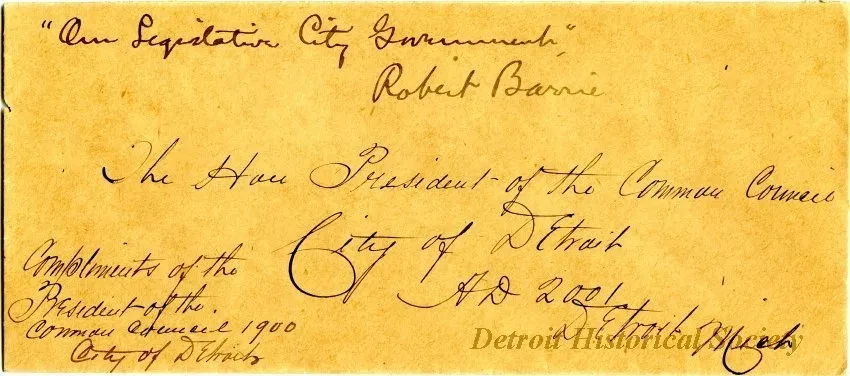 "Our Legislative City Government"
Robert Barrie
The Hon President of the Common Council
City of Detroit
AD 2001
Detroit Mich
Compliments of the
President of the
Common Council 1900
City of Detroit
Detroit Historical Society